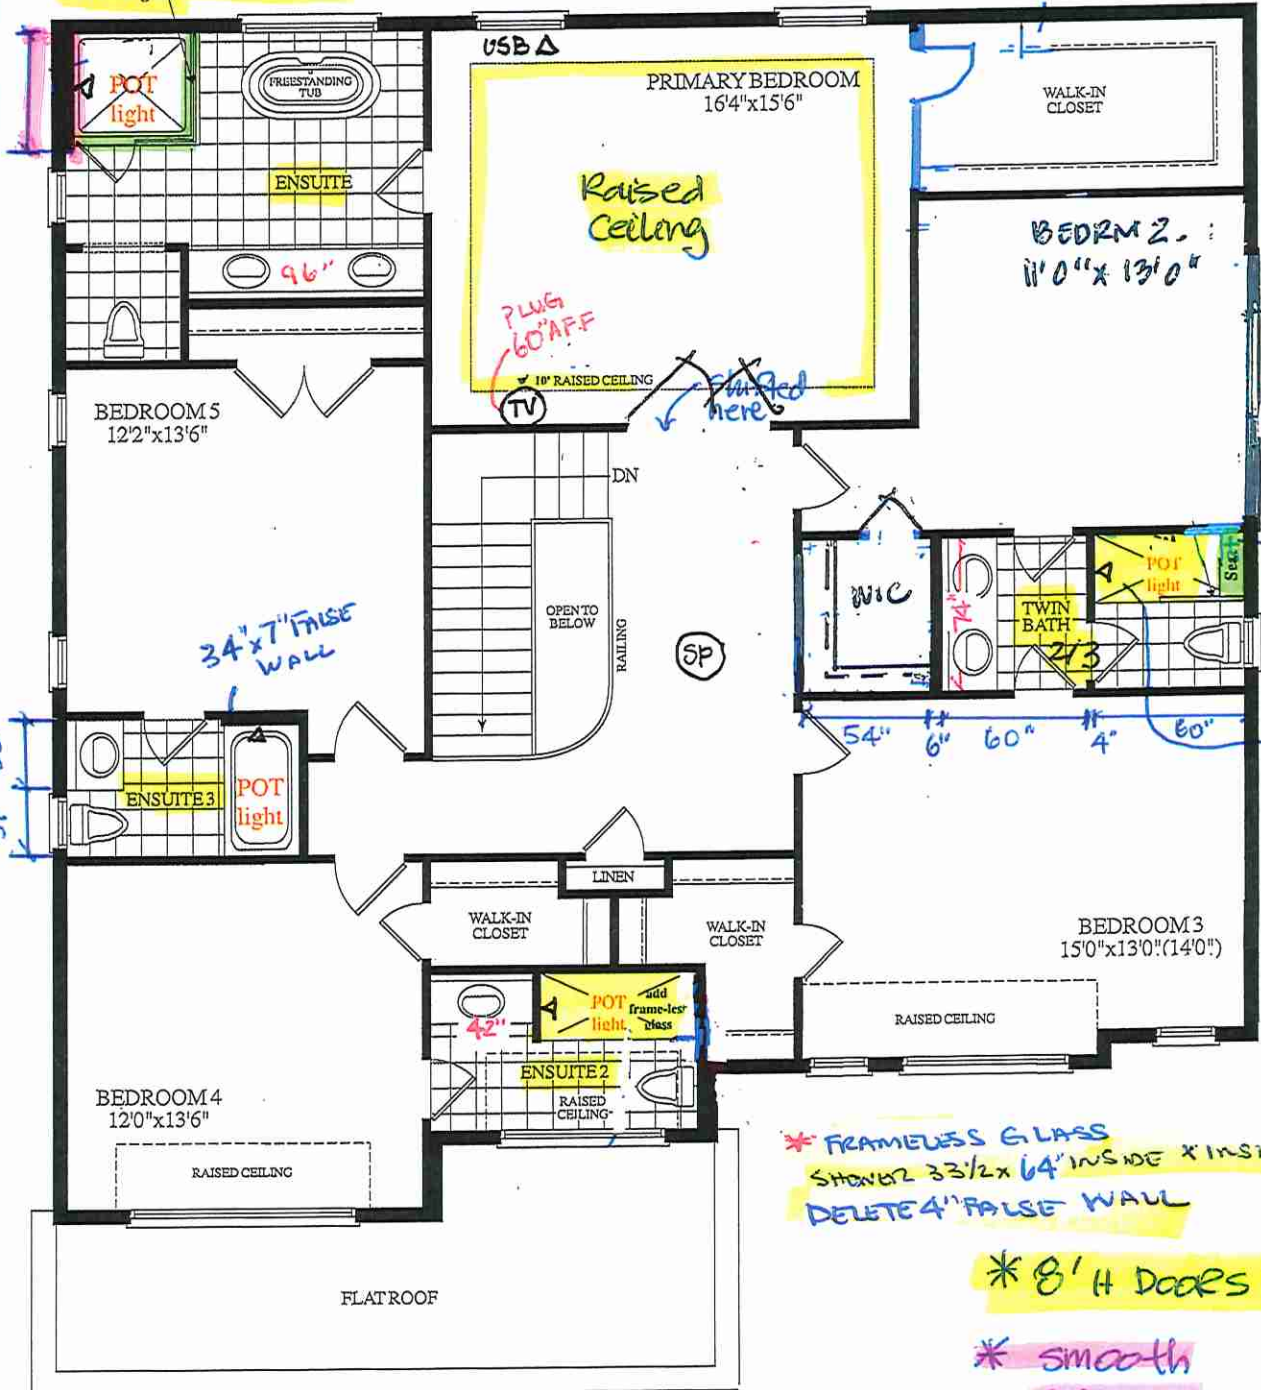 USB
PRIMARY BEDROOM
16'4"x15'6"
WALK-IN
CLOSET
POT
light
FREESTANDING
TUB
ENSUITE
Raised
Ceiling
BEDRM 2.
11'0"x 13'0"
96"
PLUG
60" AFF
10' RAISED CEILING
TV
shifted
here
BEDROOM 5
12'2"x13'6"
DN
OPEN TO
BELOW
RAILING
SP
WIC
74"
TWIN
BATH
2/3
POT
light
Seat
34"x7" FALSE
WALL
54"
6"
60"
4"
60"
ENSUITE 3
POT
light
LINEN
WALK-IN
CLOSET
WALK-IN
CLOSET
BEDROOM 3
15'0"x13'0"(14'0")
RAISED CEILING
42"
POT
light
add
frame-less
glass
ENSUITE 2
RAISED
CEILING
BEDROOM 4
12'0"x13'6"
RAISED CEILING
* FRAMELESS GLASS
SHOWER 33 1/2 x 64" INSIDE x INSI
DELETE 4" FALSE WALL
* 8' H DOORS
* smooth
FLAT ROOF